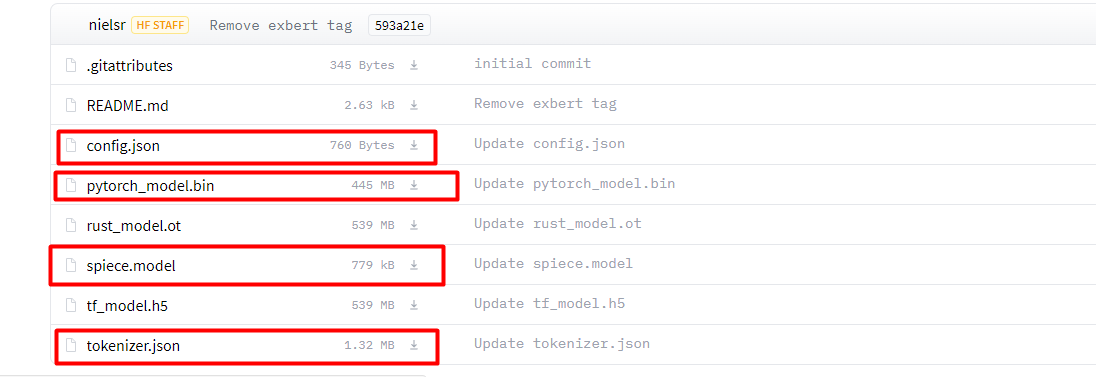 nielsr HF STAFF Remove exbert tag 593a21e
.gitattributes 345 Bytes initial commit
README.md 2.63 kB Remove exbert tag
config.json 760 Bytes Update config.json
pytorch_model.bin 445 MB Update pytorch_model.bin
rust_model.ot 539 MB Update rust_model.ot
spiece.model 779 kB Update spiece.model
tf_model.h5 539 MB Update tf_model.h5
tokenizer.json 1.32 MB Update tokenizer.json